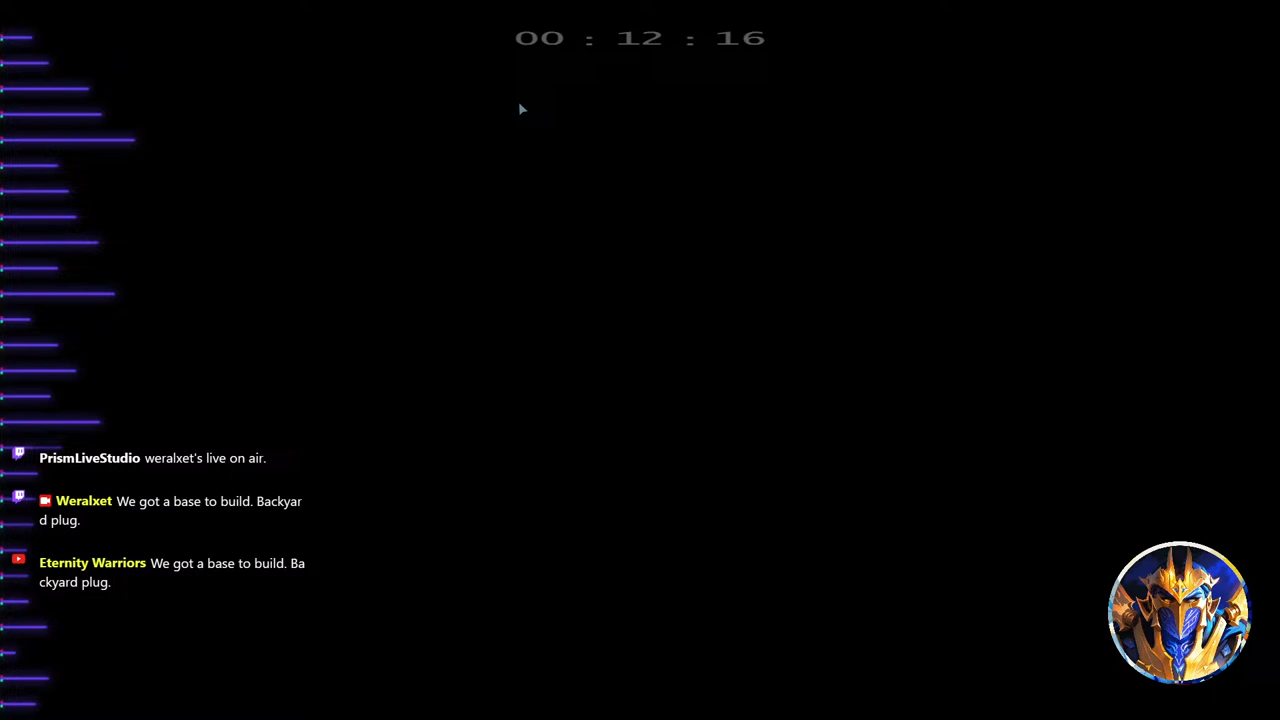 00 : 12 : 16
PrismLiveStudio weralxet's live on air.
Weralxet We got a base to build. Backyar
d plug.
Eternity Warriors We got a base to build. Ba
ckyard plug.